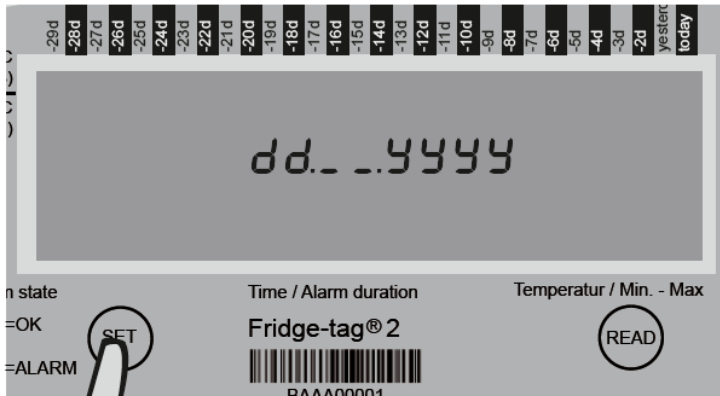 -29d -28d -27d -26d -25d -24d -23d -22d -21d -20d -19d -18d -17d -16d -15d -14d -13d -12d -11d -10d -9d -8d -7d -6d -5d -4d -3d -2d today
dd._ _.yyyy
state Time / Alarm duration Temperatur / Min. - Max
=OK SET Fridge-tag® 2 READ
=ALARM
BAAA00001